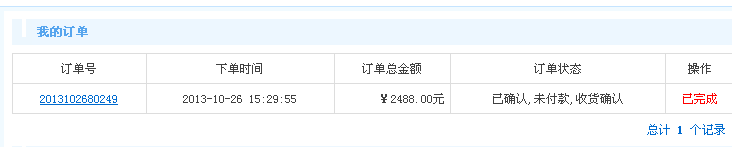 我的订单
订单号 下单时间 订单总金额 订单状态 操作
2013102680249 2013-10-26 15:29:55 ￥2488.00元 已确认,未付款,收货确认 已完成
总计 1 个记录